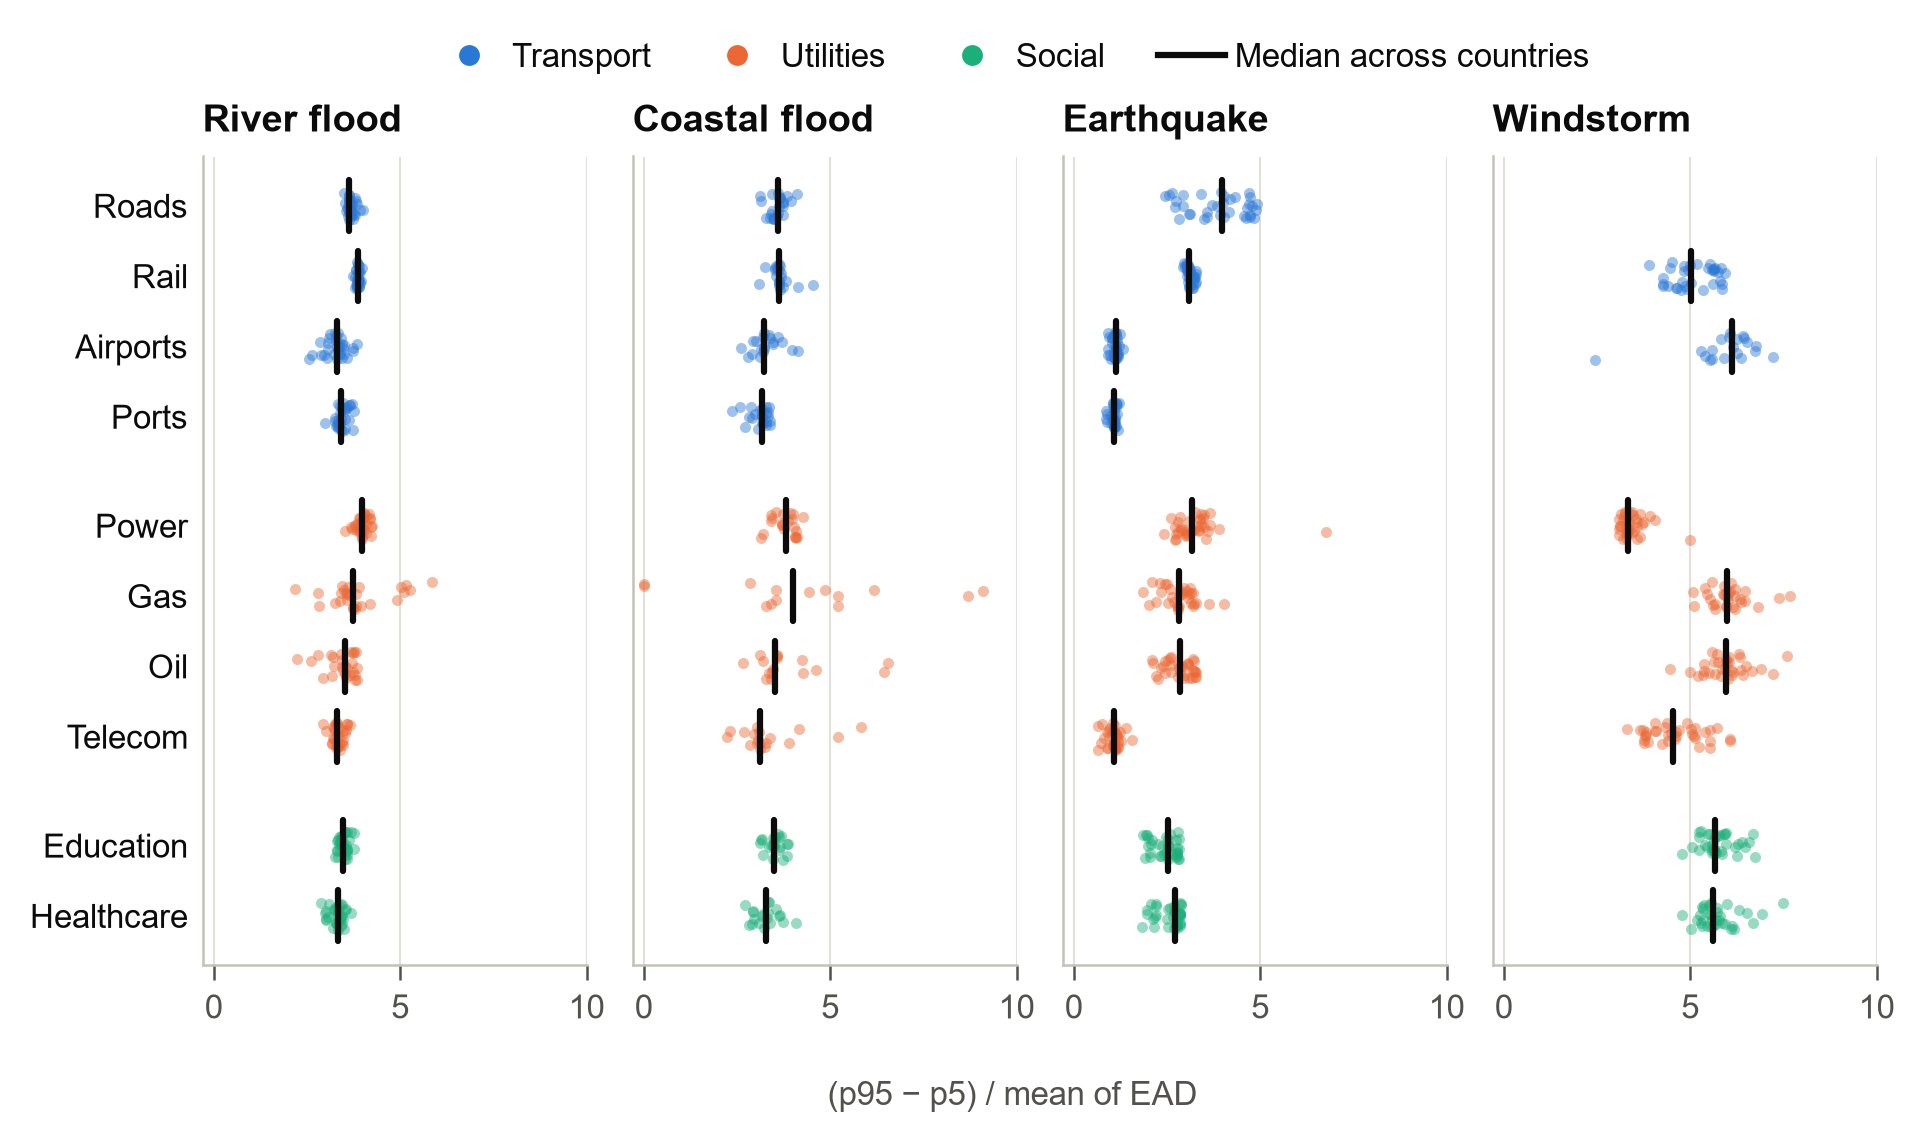 Transport Utilities Social Median across countries
River flood Coastal flood Earthquake Windstorm
Roads
Rail
Airports
Ports
Power
Gas
Oil
Telecom
Education
Healthcare
0 5 10 0 5 10 0 5 10 0 5 10
(p95 − p5) / mean of EAD